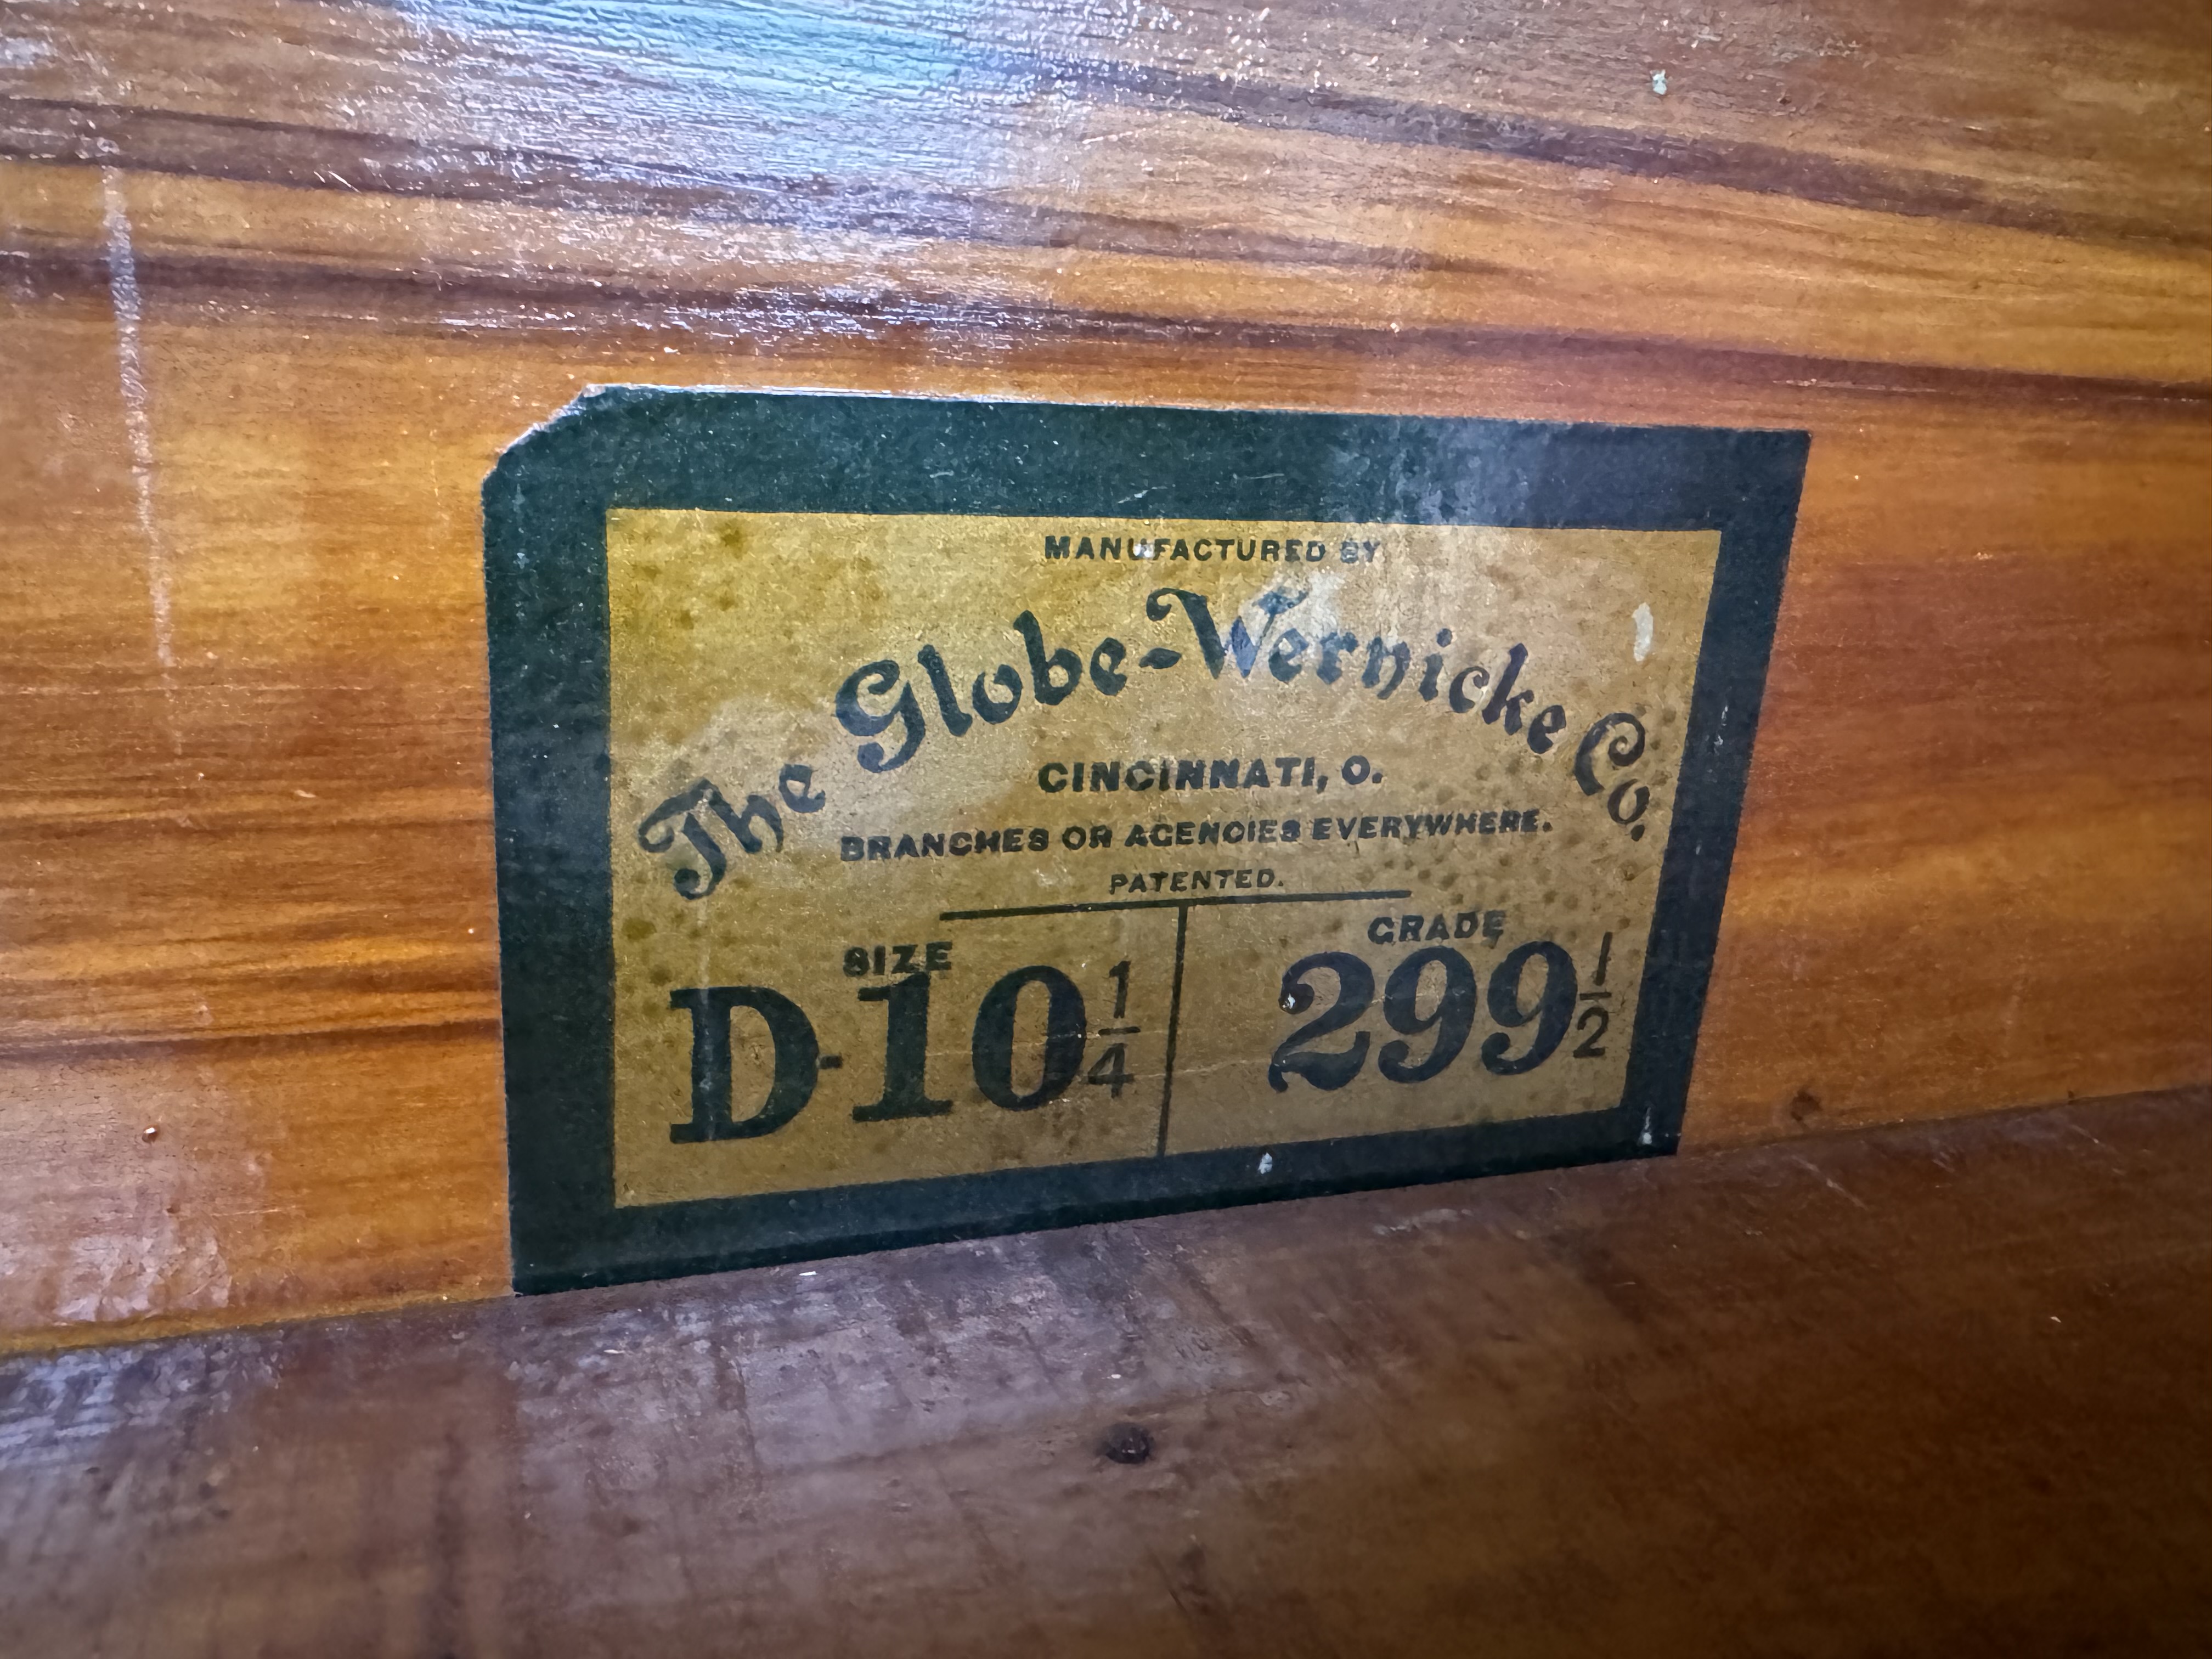 MANUFACTURED BY
The Globe-Wernicke Co.
CINCINNATI, O.
BRANCHES OR AGENCIES EVERYWHERE.
PATENTED.
SIZE
D-10 1/4
GRADE
299 1/2